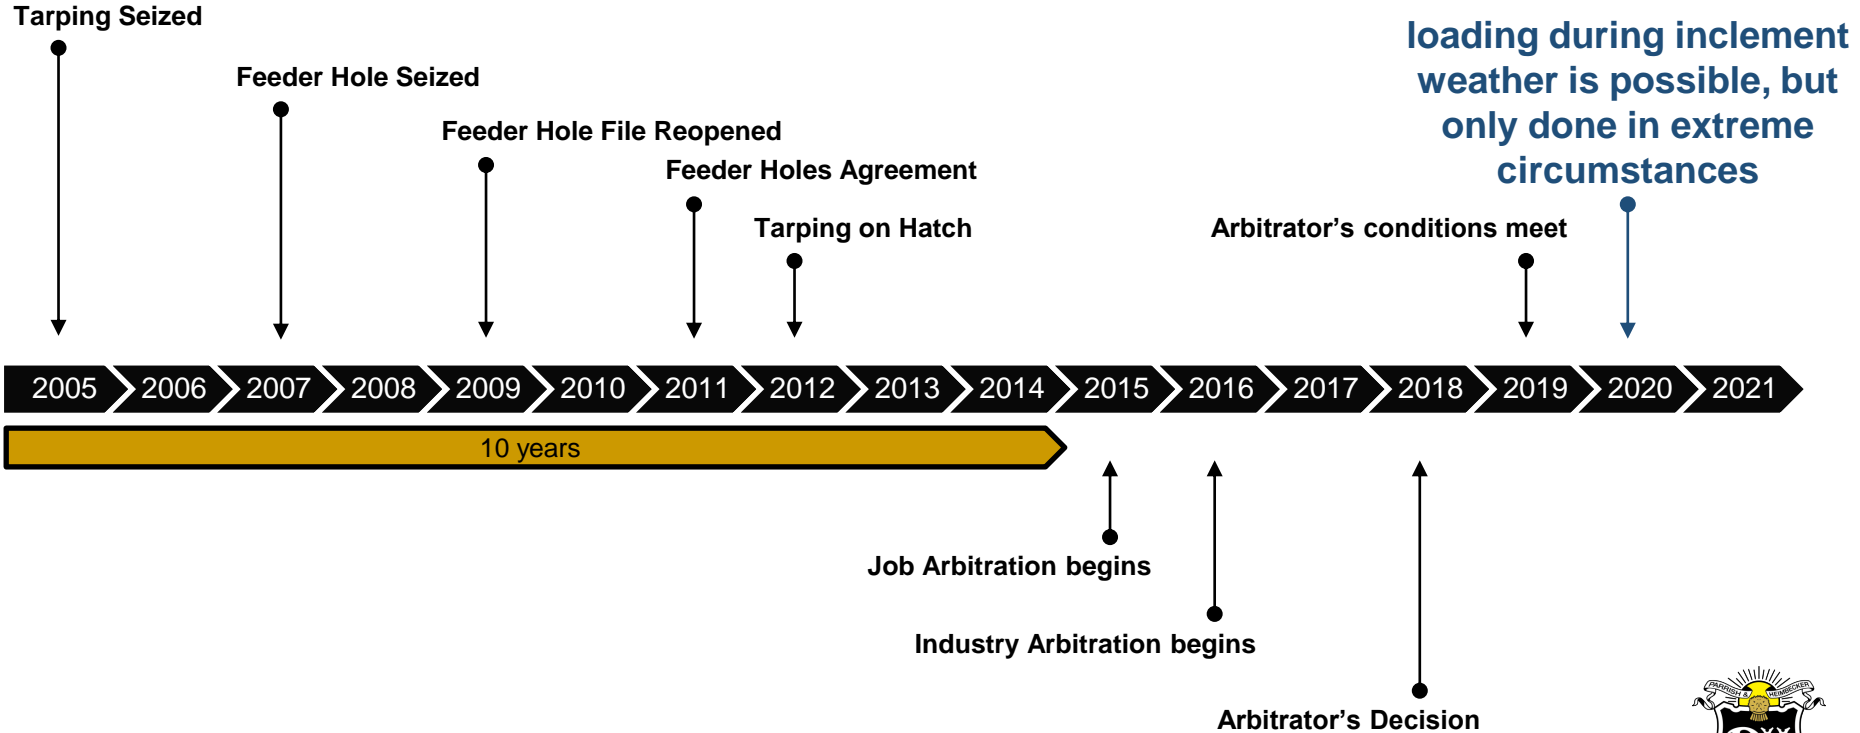 Tarping Seized
Feeder Hole Seized
Feeder Hole File Reopened
Feeder Holes Agreement
Tarping on Hatch
loading during inclement
weather is possible, but
only done in extreme
circumstances
Arbitrator’s conditions meet
2005 2006 2007 2008 2009 2010 2011 2012 2013 2014 2015 2016 2017 2018 2019 2020 2021
10 years
Job Arbitration begins
Industry Arbitration begins
Arbitrator’s Decision
PARRISH & HEIMBECKER